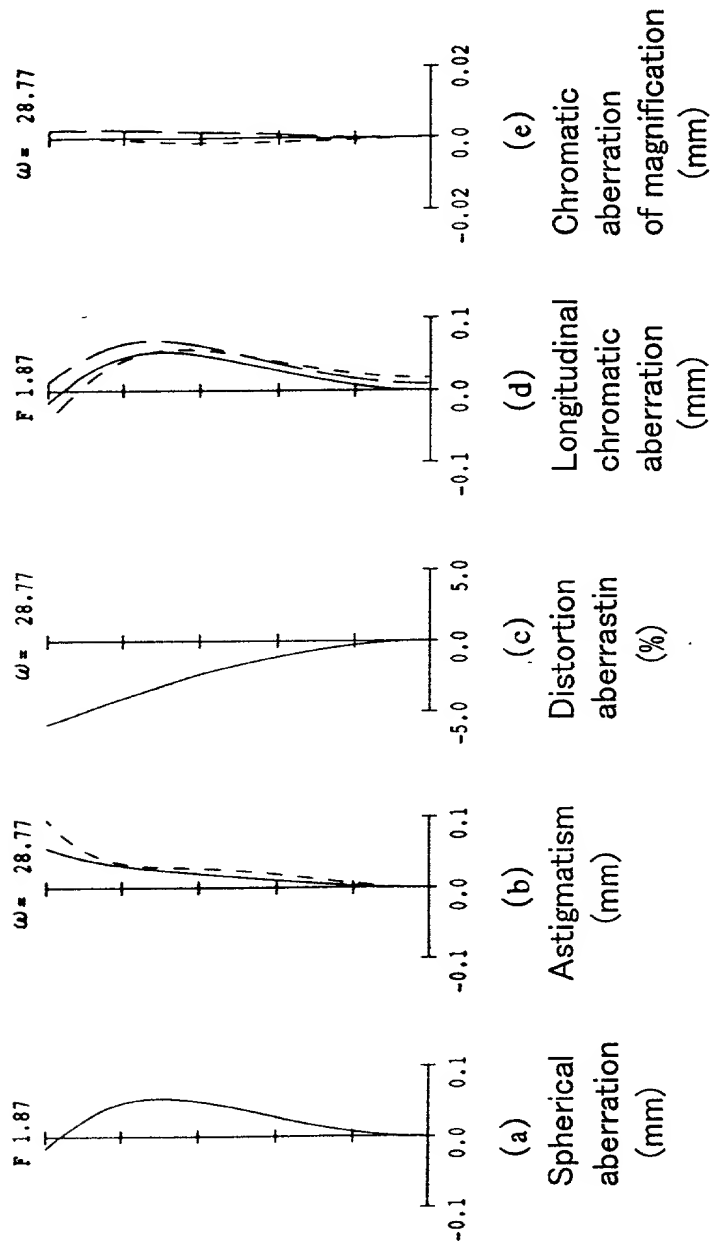 F 1.87
-0.1 0.0 0.1
(a)
Spherical
aberration
(mm)
ω= 28.77
-0.1 0.0 0.1
(b)
Astigmatism
(mm)
ω= 28.77
-5.0 0.0 5.0
(c)
Distortion
aberrastin
(%)
F 1.87
-0.1 0.0 0.1
(d)
Longitudinal
chromatic
aberration
(mm)
ω= 28.77
-0.02 0.0 0.02
(e)
Chromatic
aberration
of magnification
(mm)